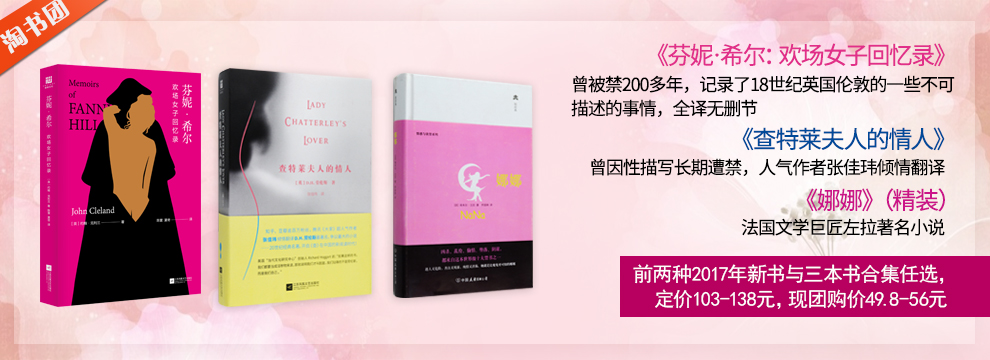 淘书团
Memoirs of
FANNY
HILL
芬妮·希尔
欢场女子回忆录
John Cleland
LADY
CHATTERLEY'S
LOVER
查特莱夫人的情人
娜娜
NaNa
《芬妮·希尔：欢场女子回忆录》
曾被禁200多年，记录了18世纪英国伦敦的一些不可
描述的事情，全译无删节
《查特莱夫人的情人》
曾因性描写长期遭禁，人气作者张佳玮倾情翻译
《娜娜》（精装）
法国文学巨匠左拉著名小说
前两种2017年新书与三本书合集任选，
定价103-138元，现团购价49.8-56元